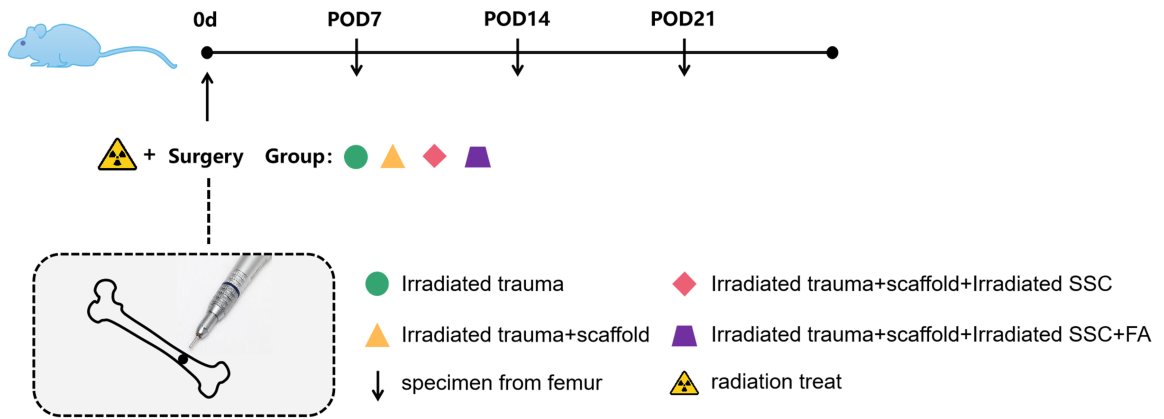 0d
POD7
POD14
POD21
+ Surgery Group:
Irradiated trauma
Irradiated trauma+scaffold+Irradiated SSC
Irradiated trauma+scaffold
Irradiated trauma+scaffold+Irradiated SSC+FA
specimen from femur
radiation treat